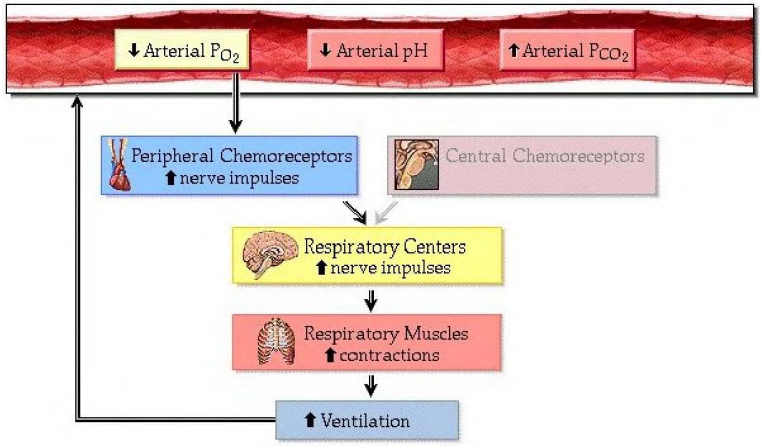 ⬇ Arterial PO2
⬇ Arterial pH
⬆ Arterial PCO2
Peripheral Chemoreceptors
⬆ nerve impulses
Central Chemoreceptors
Respiratory Centers
⬆ nerve impulses
Respiratory Muscles
⬆ contractions
⬆ Ventilation